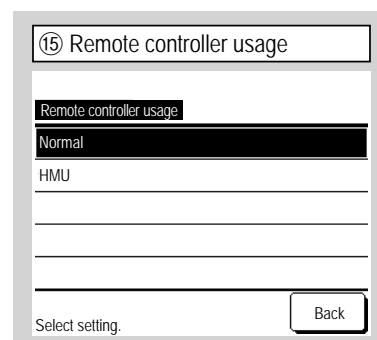 ⑮ Remote controller usage
Remote controller usage
Normal
HMU
Select setting.
Back